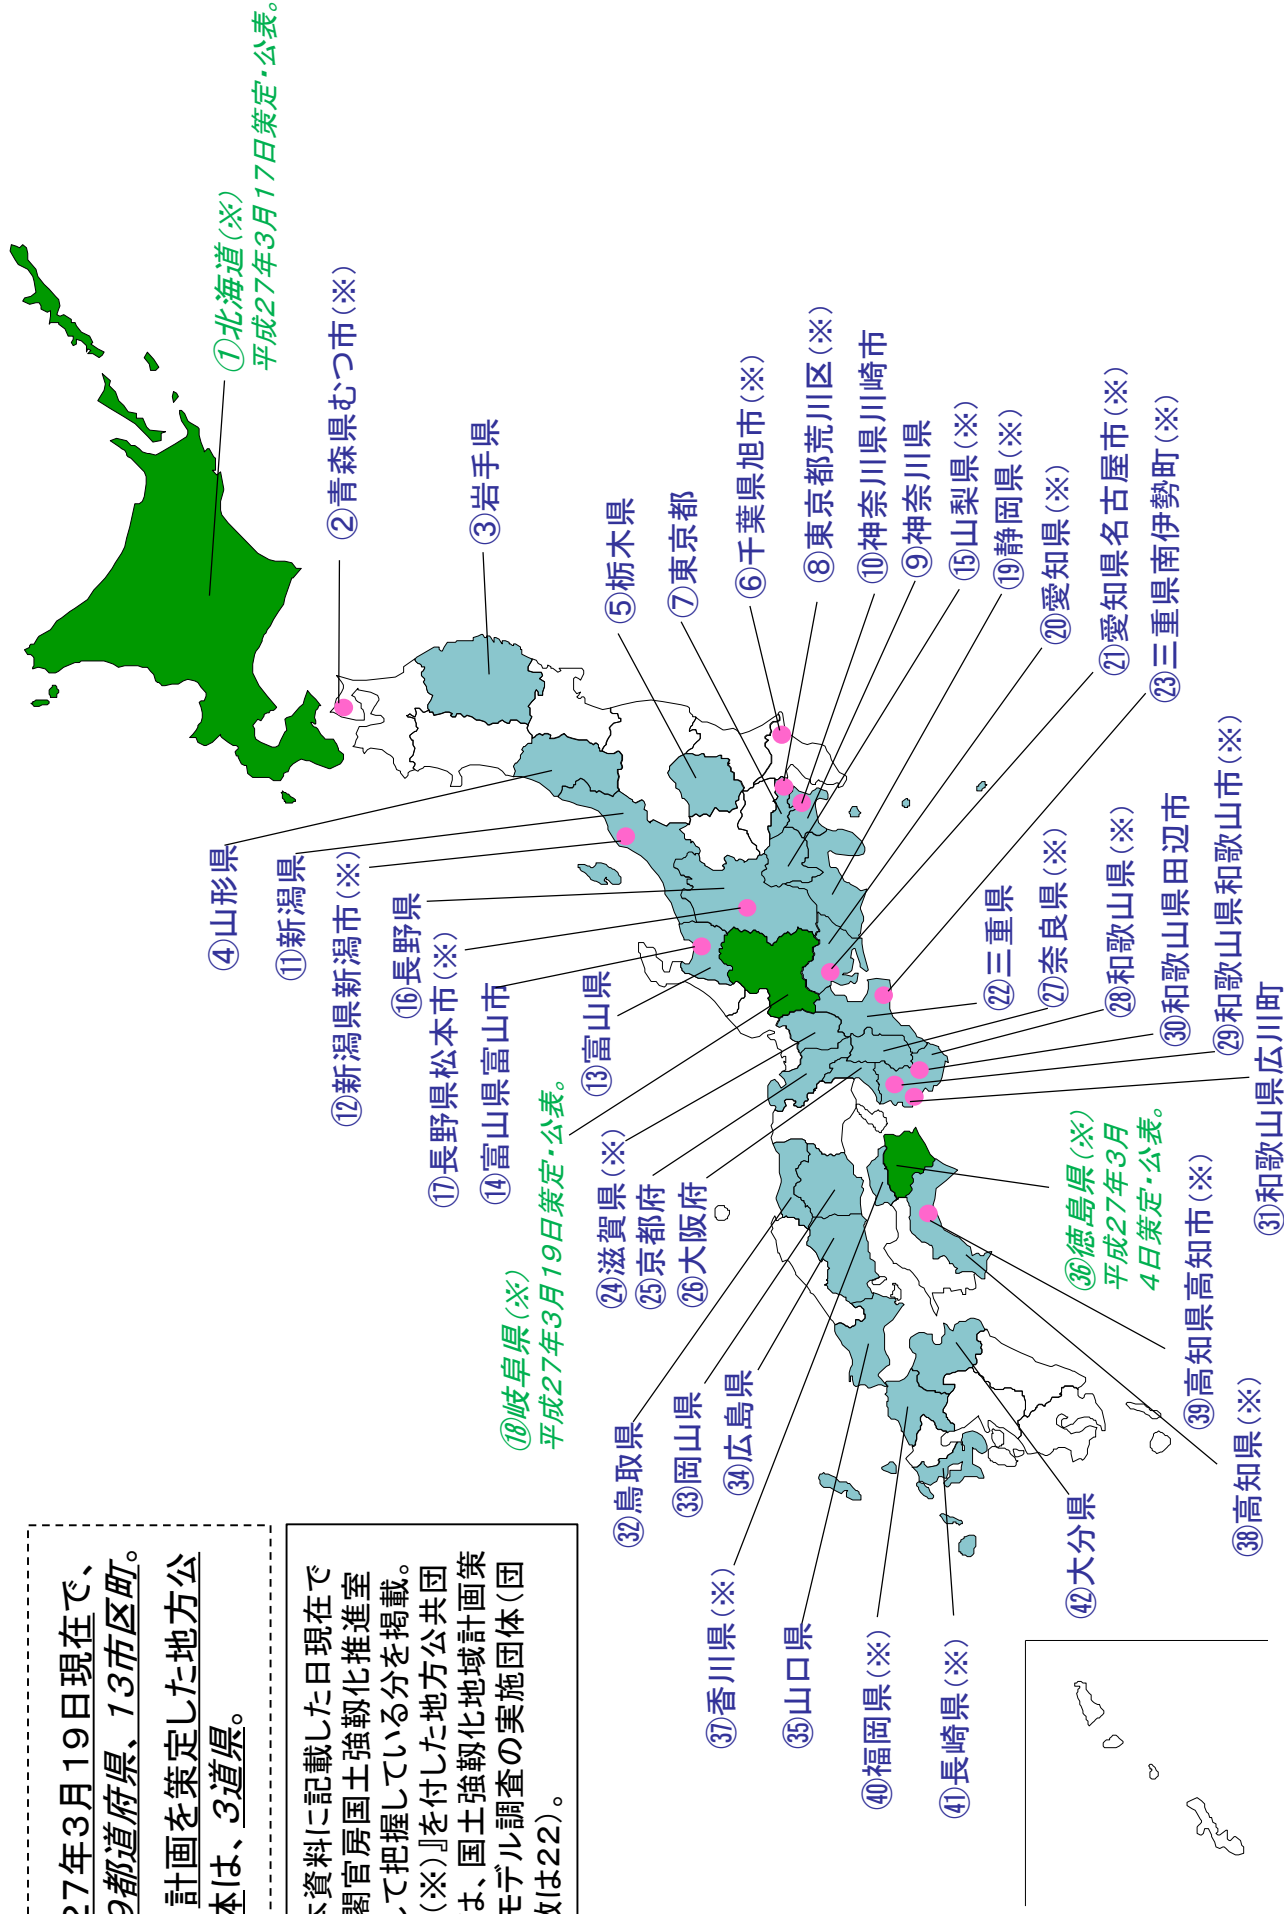 27年3月19日現在で、
9都道府県、13市区町。
計画を策定した地方公
体は、3道県。
本資料に記載した日現在で
閣官房国土強靱化推進室
して把握している分を掲載。
(※)』を付した地方公共団
は、国土強靱化地域計画策
モデル調査の実施団体(団
数は22)。
①北海道(※)
平成27年3月17日策定・公表。
②青森県むつ市(※)
③岩手県
④山形県
⑤栃木県
⑦東京都
⑥千葉県旭市(※)
⑧東京都荒川区(※)
⑩神奈川県川崎市
⑨神奈川県
⑮山梨県(※)
⑲静岡県(※)
⑳愛知県(※)
㉑愛知県名古屋市(※)
㉓三重県南伊勢町(※)
⑪新潟県
⑫新潟県新潟市(※)
⑯長野県
⑰長野県松本市(※)
⑭富山県富山市
⑬富山県
⑱岐阜県(※)
平成27年3月19日策定・公表。
㉔滋賀県(※)
㉕京都府
㉖大阪府
㉒三重県
㉗奈良県(※)
㉘和歌山県(※)
㉚和歌山県田辺市
㉙和歌山県和歌山市(※)
㉛和歌山県広川町
㉜鳥取県
㉝岡山県
㉞広島県
㊲香川県(※)
㉟山口県
㊵福岡県(※)
㊶長崎県(※)
㊷大分県
㊱徳島県(※)
平成27年3月
4日策定・公表。
㊴高知県高知市(※)
㊳高知県(※)